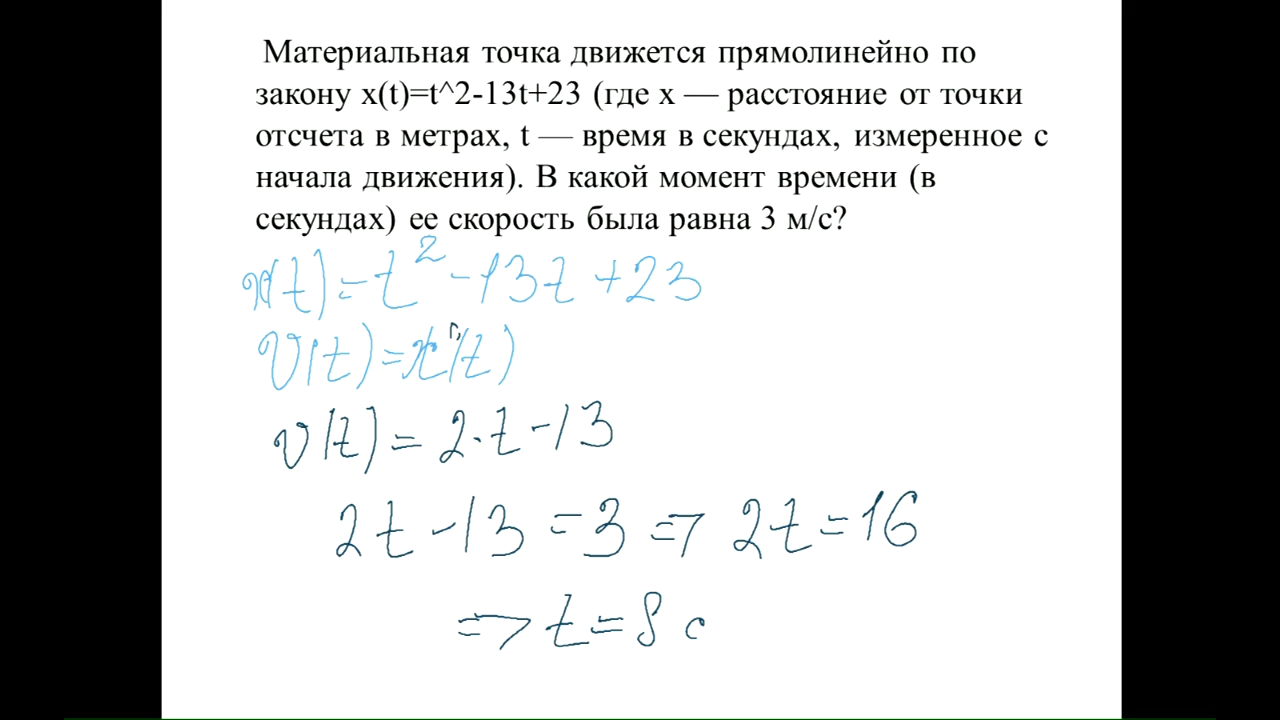 Материальная точка движется прямолинейно по
закону x(t)=t^2-13t+23 (где x — расстояние от точки
отсчета в метрах, t — время в секундах, измеренное с
начала движения). В какой момент времени (в
секундах) ее скорость была равна 3 м/с?
x(t)=t²-13t+23
v(t)=x'(t)
v(t)=2·t-13
2t-13=3 => 2t=16
=> t=8 c